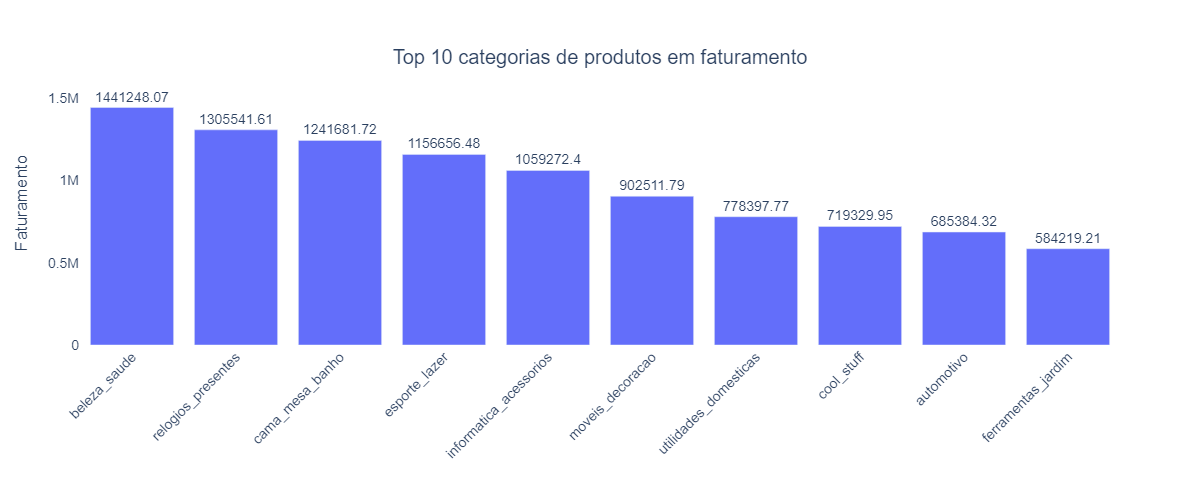 Top 10 categorias de produtos em faturamento
Faturamento
1.5M
1M
0.5M
0
1441248.07
1305541.61
1241681.72
1156656.48
1059272.4
902511.79
778397.77
719329.95
685384.32
584219.21
beleza_saude
relogios_presentes
cama_mesa_banho
esporte_lazer
informatica_acessorios
moveis_decoracao
utilidades_domesticas
cool_stuff
automotivo
ferramentas_jardim